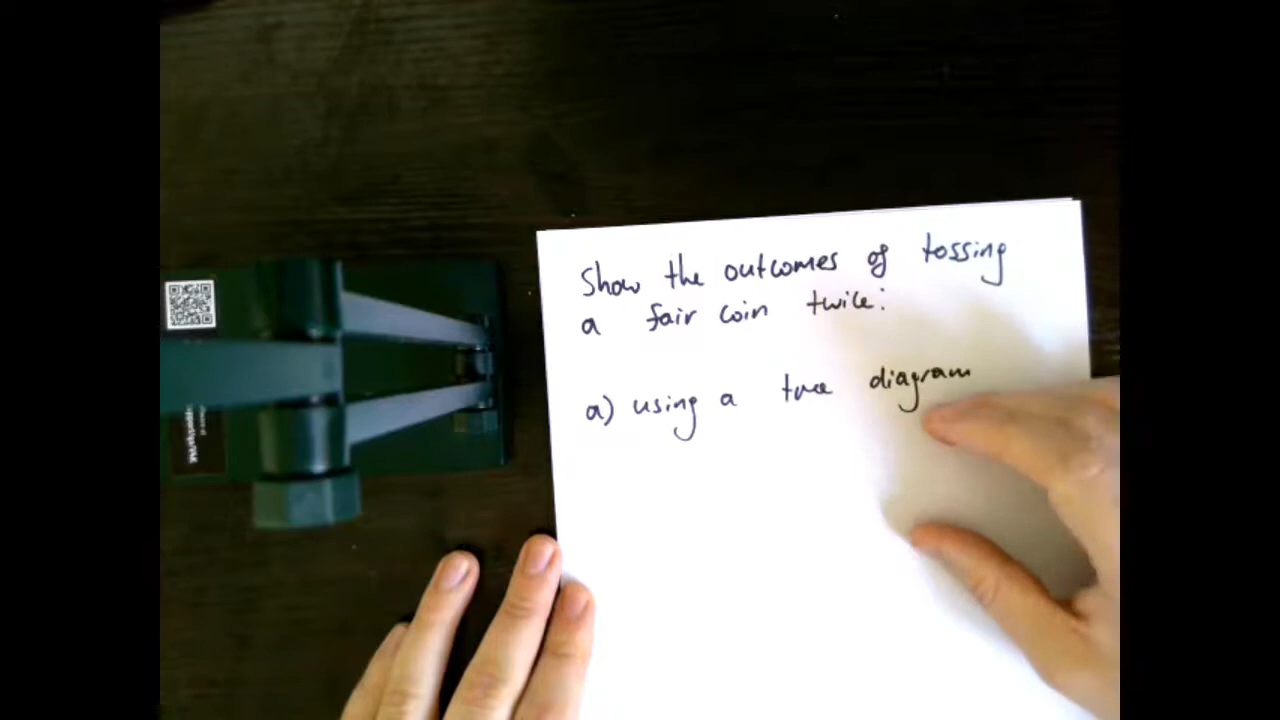 Show the outcomes of tossing
a fair coin twice:
a) using a tree diagram